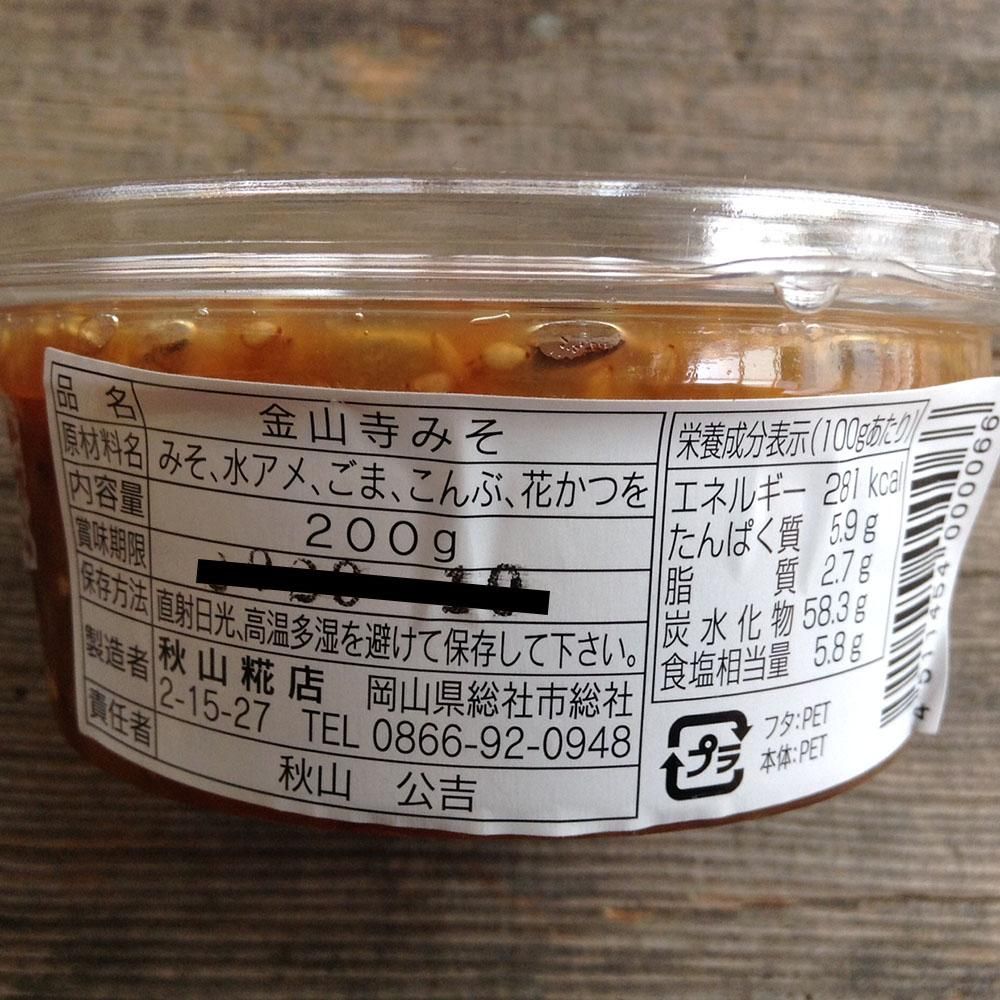 品名 金山寺みそ
原材料名 みそ、水アメ、ごま、こんぶ、花かつを
内容量 200g
賞味期限
保存方法 直射日光、高温多湿を避けて保存して下さい。
製造者 秋山糀店 岡山県総社市総社
2-15-27 TEL 0866-92-0948
責任者 秋山 公吉
栄養成分表示(100gあたり)
エネルギー 281 kcal
たんぱく質 5.9g
脂質 2.7g
炭水化物 58.3g
食塩相当量 5.8g
プラ
フタ:PET
本体:PET